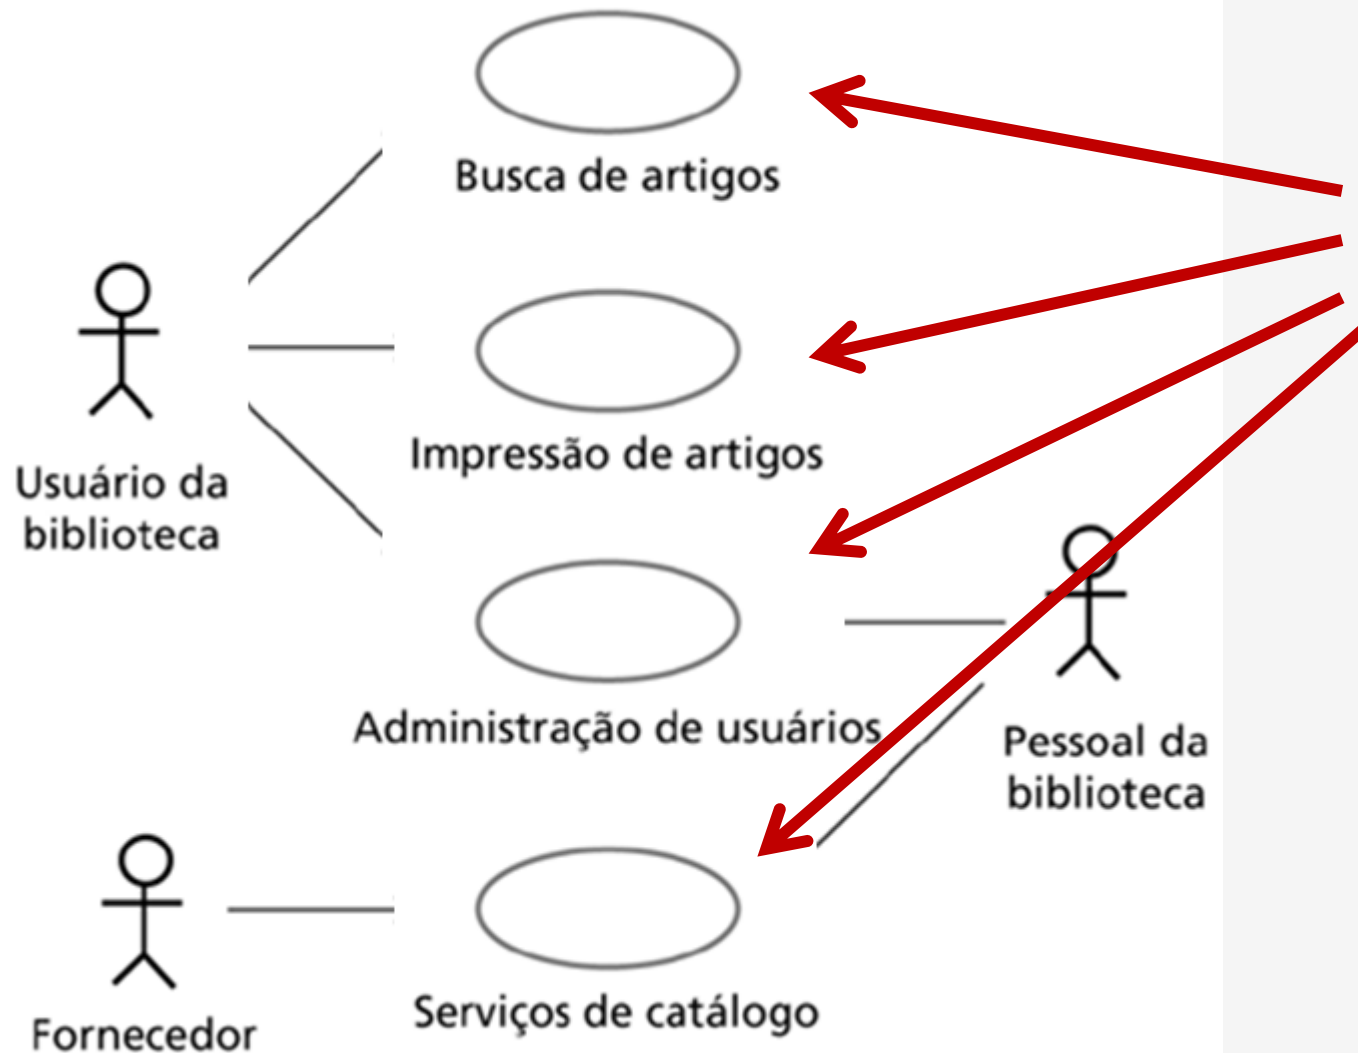 Busca de artigos
Impressão de artigos
Usuário da
biblioteca
Administração de usuários
Pessoal da
biblioteca
Serviços de catálogo
Fornecedor